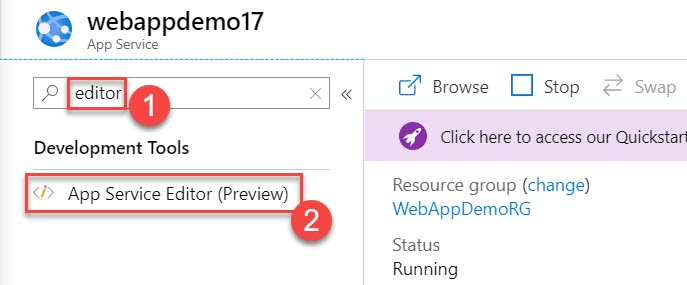 webappdemo17
App Service
editor
1
Browse
Stop
Swap
Click here to access our Quickstart
Development Tools
App Service Editor (Preview)
2
Resource group (change)
WebAppDemoRG
Status
Running